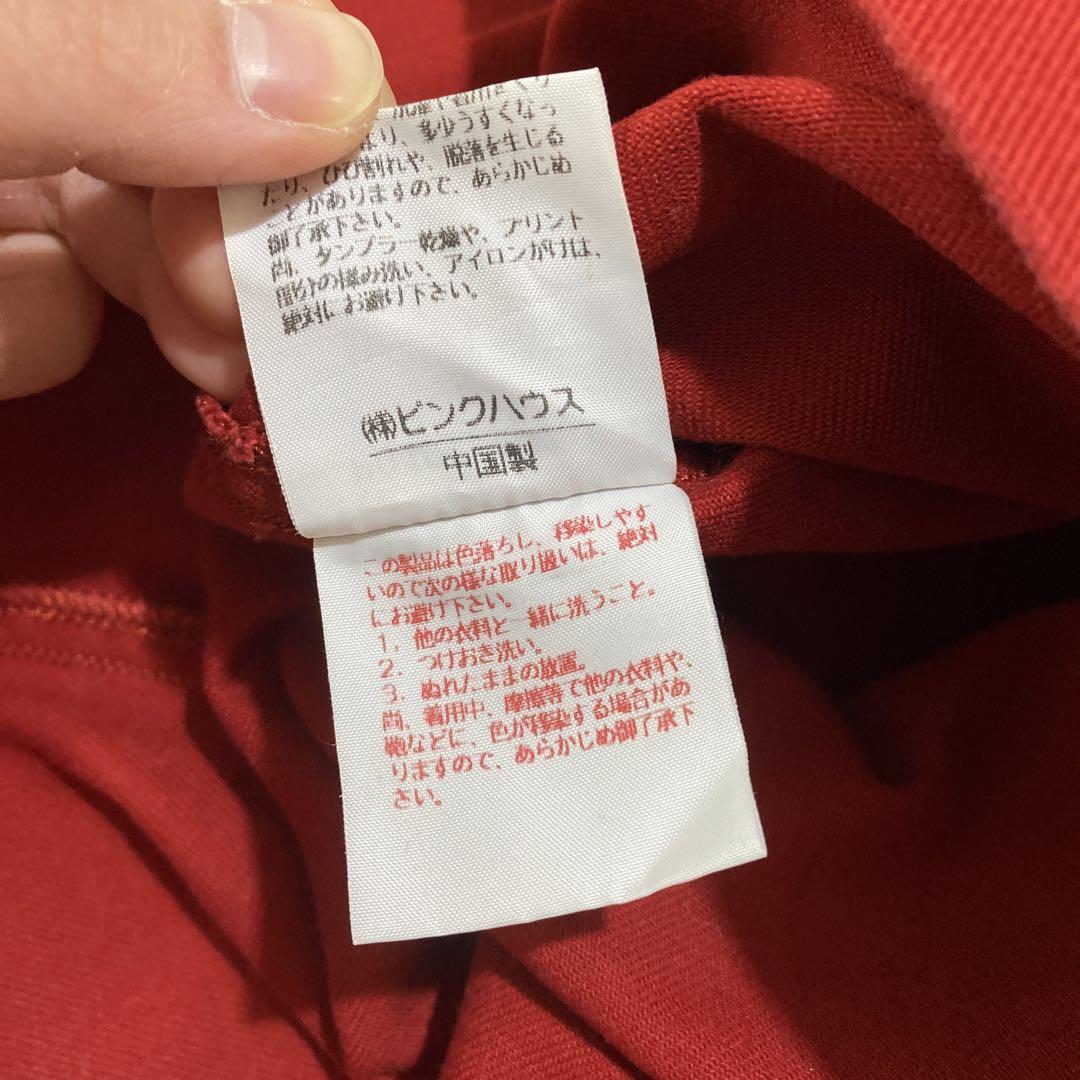 より、多少うすくなっ
たり、ひび割れや、脱落を生じる
ことがありますので、あらかじめ
御了承下さい。
尚、タンブラー乾燥や、プリント
部分の揉み洗い、アイロンがけは、
絶対にお避け下さい。
㈱ピンクハウス
中国製
この製品は色落ちし、移染しやす
いので次の様な取り扱いは、絶対
にお避け下さい。
1. 他の衣料と一緒に洗うこと。
2. つけおき洗い。
3. ぬれたままの放置。
尚、着用中、摩擦等で他の衣料や、
鞄などに、色が移染する場合があ
りますので、あらかじめ御了承下
さい。